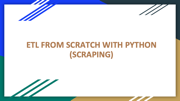 ETL FROM SCRATCH WITH PYTHON
(SCRAPING)